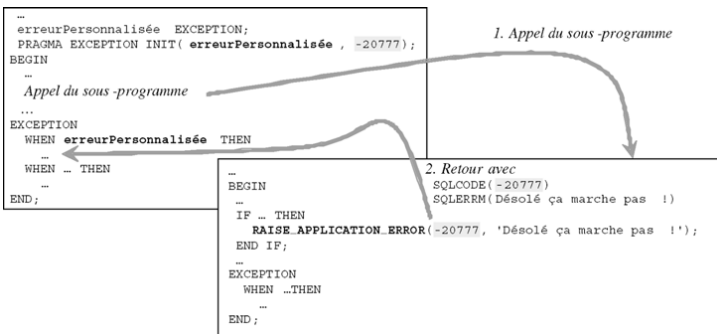 …
erreurPersonnalisée EXCEPTION;
PRAGMA EXCEPTION INIT( erreurPersonnalisée , -20777);
BEGIN
…
Appel du sous -programme
…
EXCEPTION
WHEN erreurPersonnalisée THEN
…
WHEN … THEN
…
END;
1. Appel du sous -programme
2. Retour avec
SQLCODE(-20777)
SQLERRM(Désolé ça marche pas !)
…
BEGIN
…
IF … THEN
RAISE_APPLICATION_ERROR(-20777, 'Désolé ça marche pas !');
END IF;
…
EXCEPTION
WHEN …THEN
…
END;